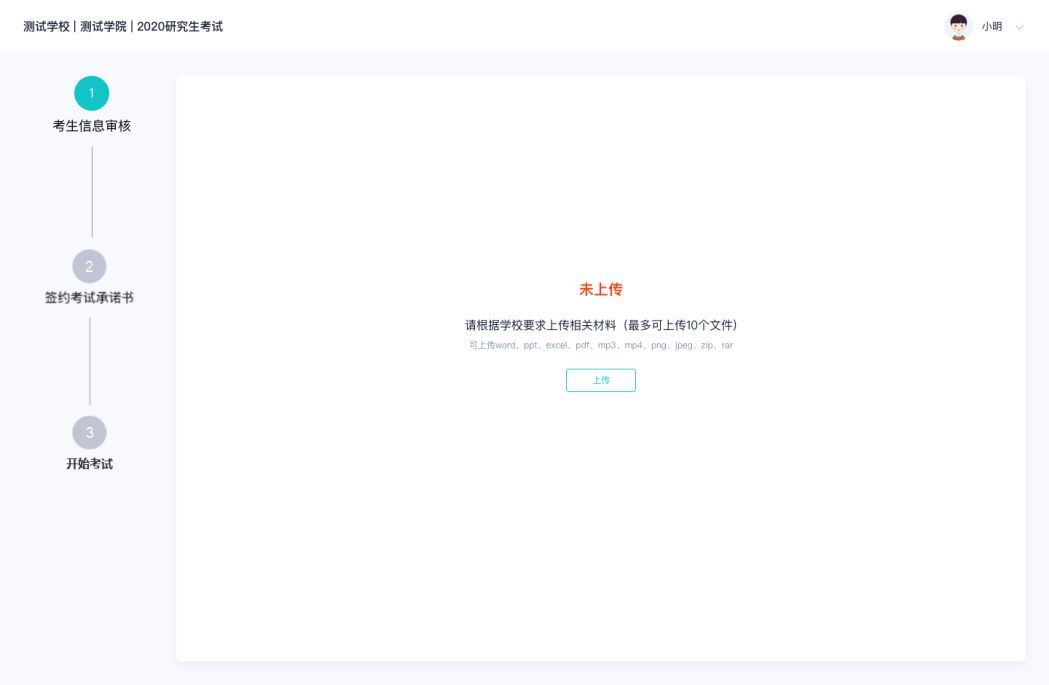 测试学校 | 测试学院 | 2020研究生考试
小明
1
考生信息审核
2
签约考试承诺书
3
开始考试
未上传
请根据学校要求上传相关材料（最多可上传10个文件）
可上传word、ppt、excel、pdf、mp3、mp4、png、jpeg、zip、rar
上传